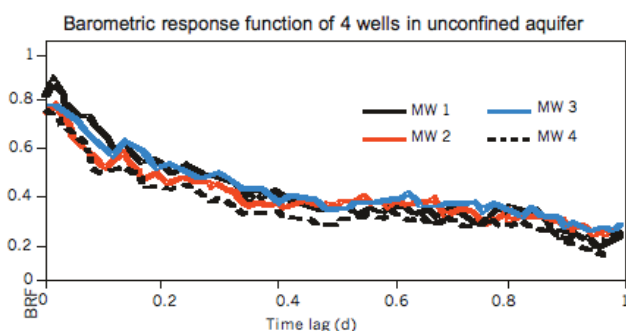 Barometric response function of 4 wells in unconfined aquifer
1
0.8
0.6
0.4
0.2
0
MW 1
MW 3
MW 2
MW 4
BRF
0
0.2
0.4
0.6
0.8
1
Time lag (d)